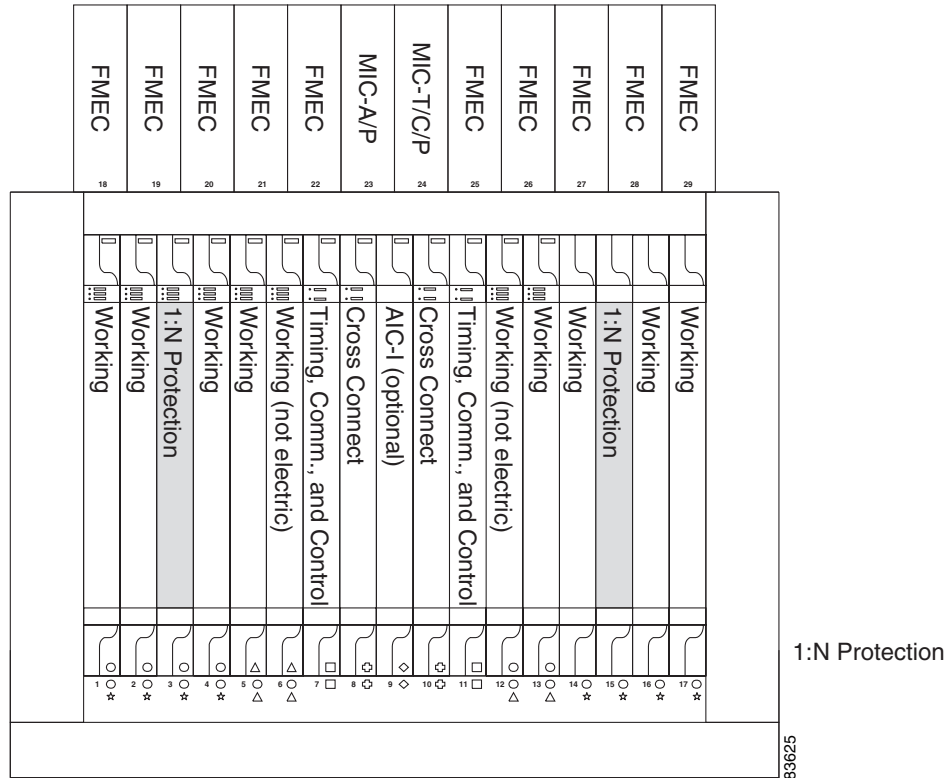 FMEC
FMEC
FMEC
FMEC
FMEC
MIC-A/P
MIC-T/C/P
FMEC
FMEC
FMEC
FMEC
FMEC
18
19
20
21
22
23
24
25
26
27
28
29
Working
Working
1:N Protection
Working
Working
Working (not electric)
Timing, Comm., and Control
Cross Connect
AIC-I (optional)
Cross Connect
Timing, Comm., and Control
Working (not electric)
Working
Working
1:N Protection
Working
Working
1:N Protection
1
2
3
4
5
6
7
8
9
10
11
12
13
14
15
16
17
83625